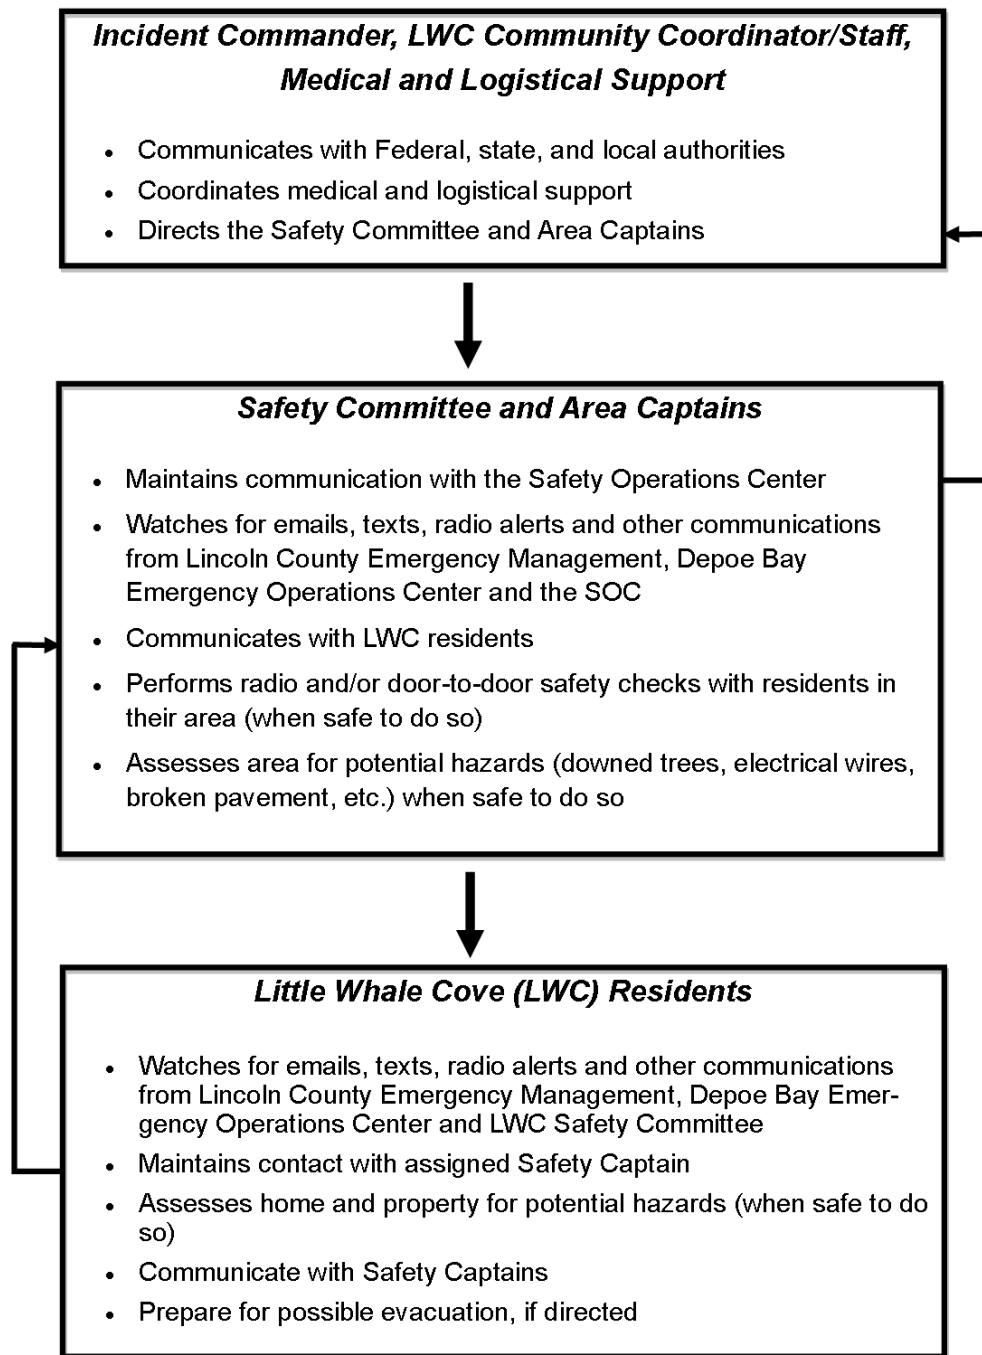 Incident Commander, LWC Community Coordinator/Staff,
Medical and Logistical Support
• Communicates with Federal, state, and local authorities
• Coordinates medical and logistical support
• Directs the Safety Committee and Area Captains
Safety Committee and Area Captains
• Maintains communication with the Safety Operations Center
• Watches for emails, texts, radio alerts and other communications
from Lincoln County Emergency Management, Depoe Bay
Emergency Operations Center and the SOC
• Communicates with LWC residents
• Performs radio and/or door-to-door safety checks with residents in
their area (when safe to do so)
• Assesses area for potential hazards (downed trees, electrical wires,
broken pavement, etc.) when safe to do so
Little Whale Cove (LWC) Residents
• Watches for emails, texts, radio alerts and other communications
from Lincoln County Emergency Management, Depoe Bay Emer-
gency Operations Center and LWC Safety Committee
• Maintains contact with assigned Safety Captain
• Assesses home and property for potential hazards (when safe to do
so)
• Communicate with Safety Captains
• Prepare for possible evacuation, if directed